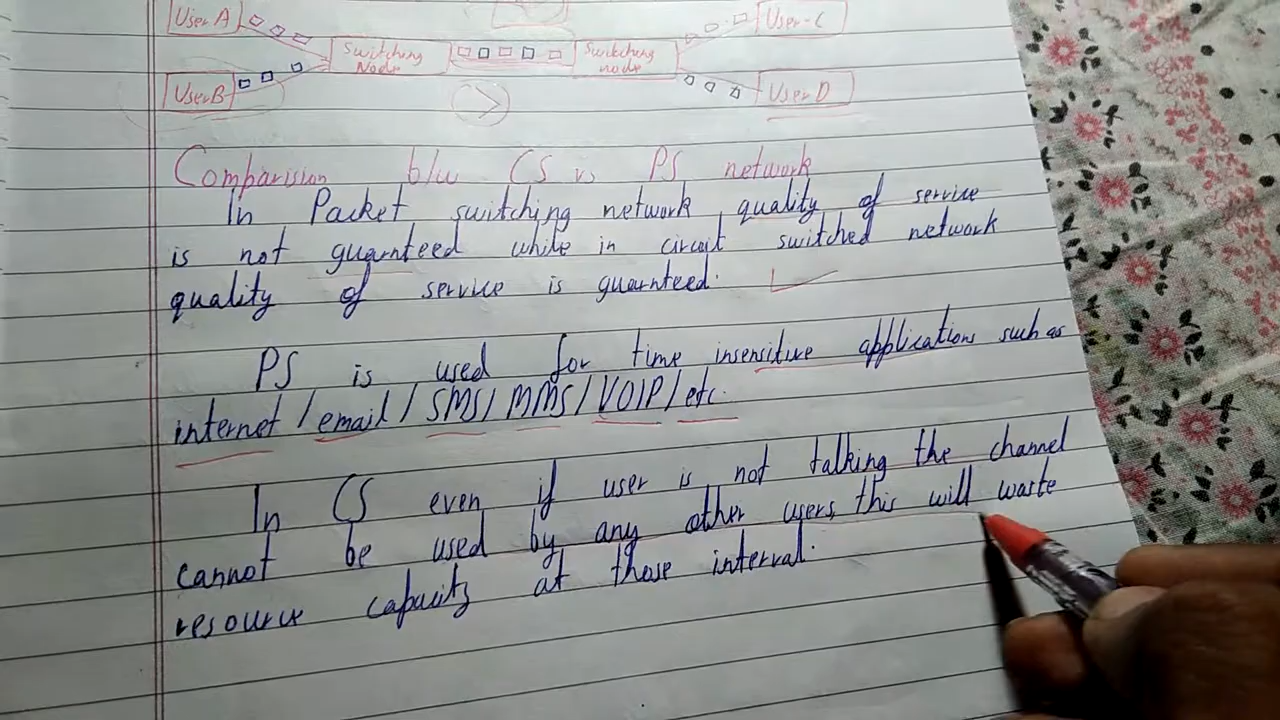 User A
User-C
Switching Node
Switching node
User B
User D
Comparision b/w CS vs PS network
In Packet switching network quality of service
is not guarnteed while in circuit switched network
quality of service is guarnteed.
PS is used for time insensitive applications such as
internet / email / SMS / MMS / VOIP / etc.
In CS even if user is not talking the channel
cannot be used by any other users, this will waste
resource capacity at those interval.